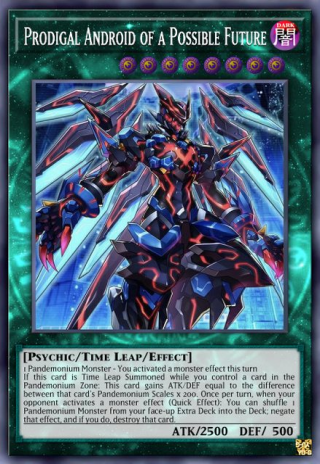 PRODIGAL ANDROID OF A POSSIBLE FUTURE
DARK
闇
[PSYCHIC/TIME LEAP/EFFECT]
1 Pandemonium Monster - You activated a monster effect this turn
If this card is Time Leap Summoned while you control a card in the
Pandemonium Zone: This card gains ATK/DEF equal to the difference
between that card's Pandemonium Scales x 200. Once per turn, when your
opponent activates a monster effect (Quick Effect): You can shuffle 1
Pandemonium Monster from your face-up Extra Deck into the Deck; negate
that effect, and if you do, destroy that card.
ATK/2500 DEF/ 500